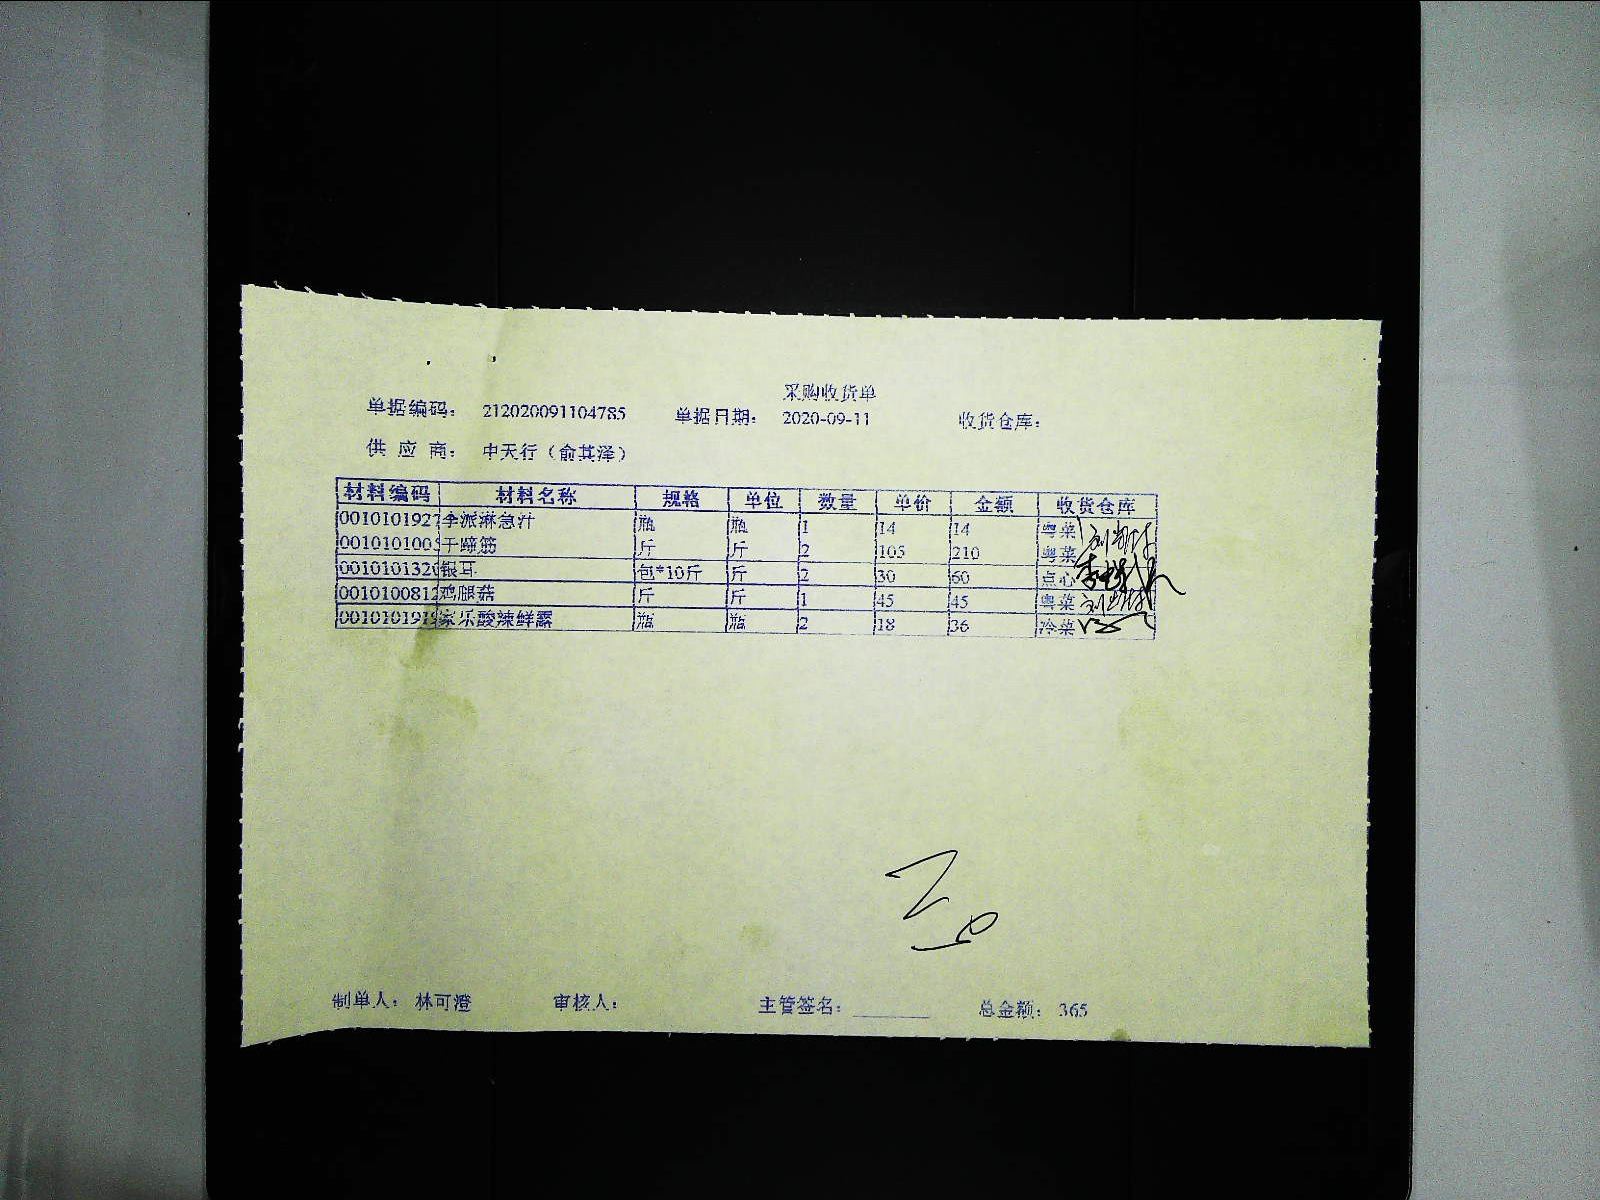 采购收货单
单据编码： 212020091104785 单据日期： 2020-09-11 收货仓库：
供 应 商： 中天行（俞其泽）
材料编码 材料名称 规格 单位 数量 单价 金额 收货仓库
0010101927 李派淋急汁 瓶 瓶 1 14 14 粤菜
001010100 干蹄筋 斤 斤 2 105 210 粤菜
001010132 银耳 包*10斤 斤 2 30 60 点心
0010100812 鸡腿菇 斤 斤 1 45 45 粤菜
001010191 家乐酸辣鲜露 瓶 瓶 2 18 36 冷菜
制单人： 林可澄 审核人： 主管签名： 总金额： 365